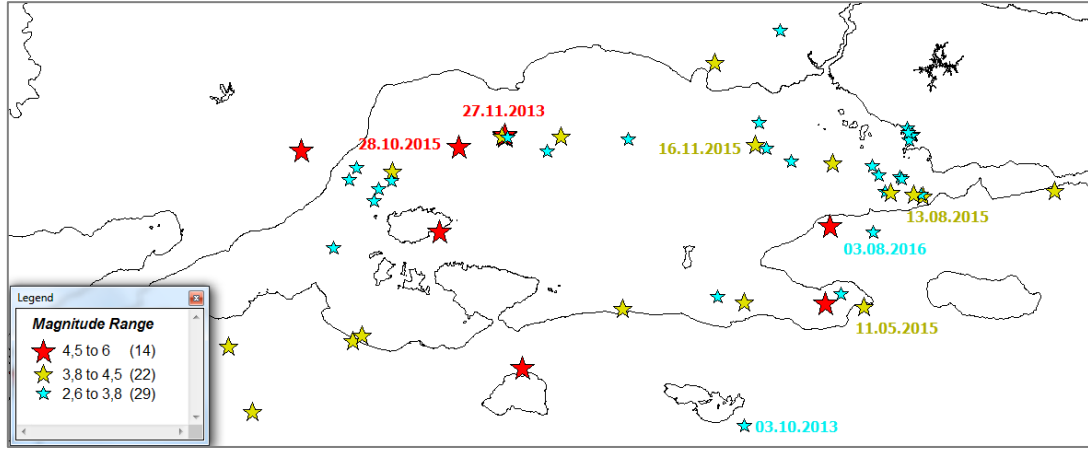 27.11.2013
28.10.2015
16.11.2015
13.08.2015
03.08.2016
11.05.2015
03.10.2013
Legend
Magnitude Range
4,5 to 6 (14)
3,8 to 4,5 (22)
2,6 to 3,8 (29)